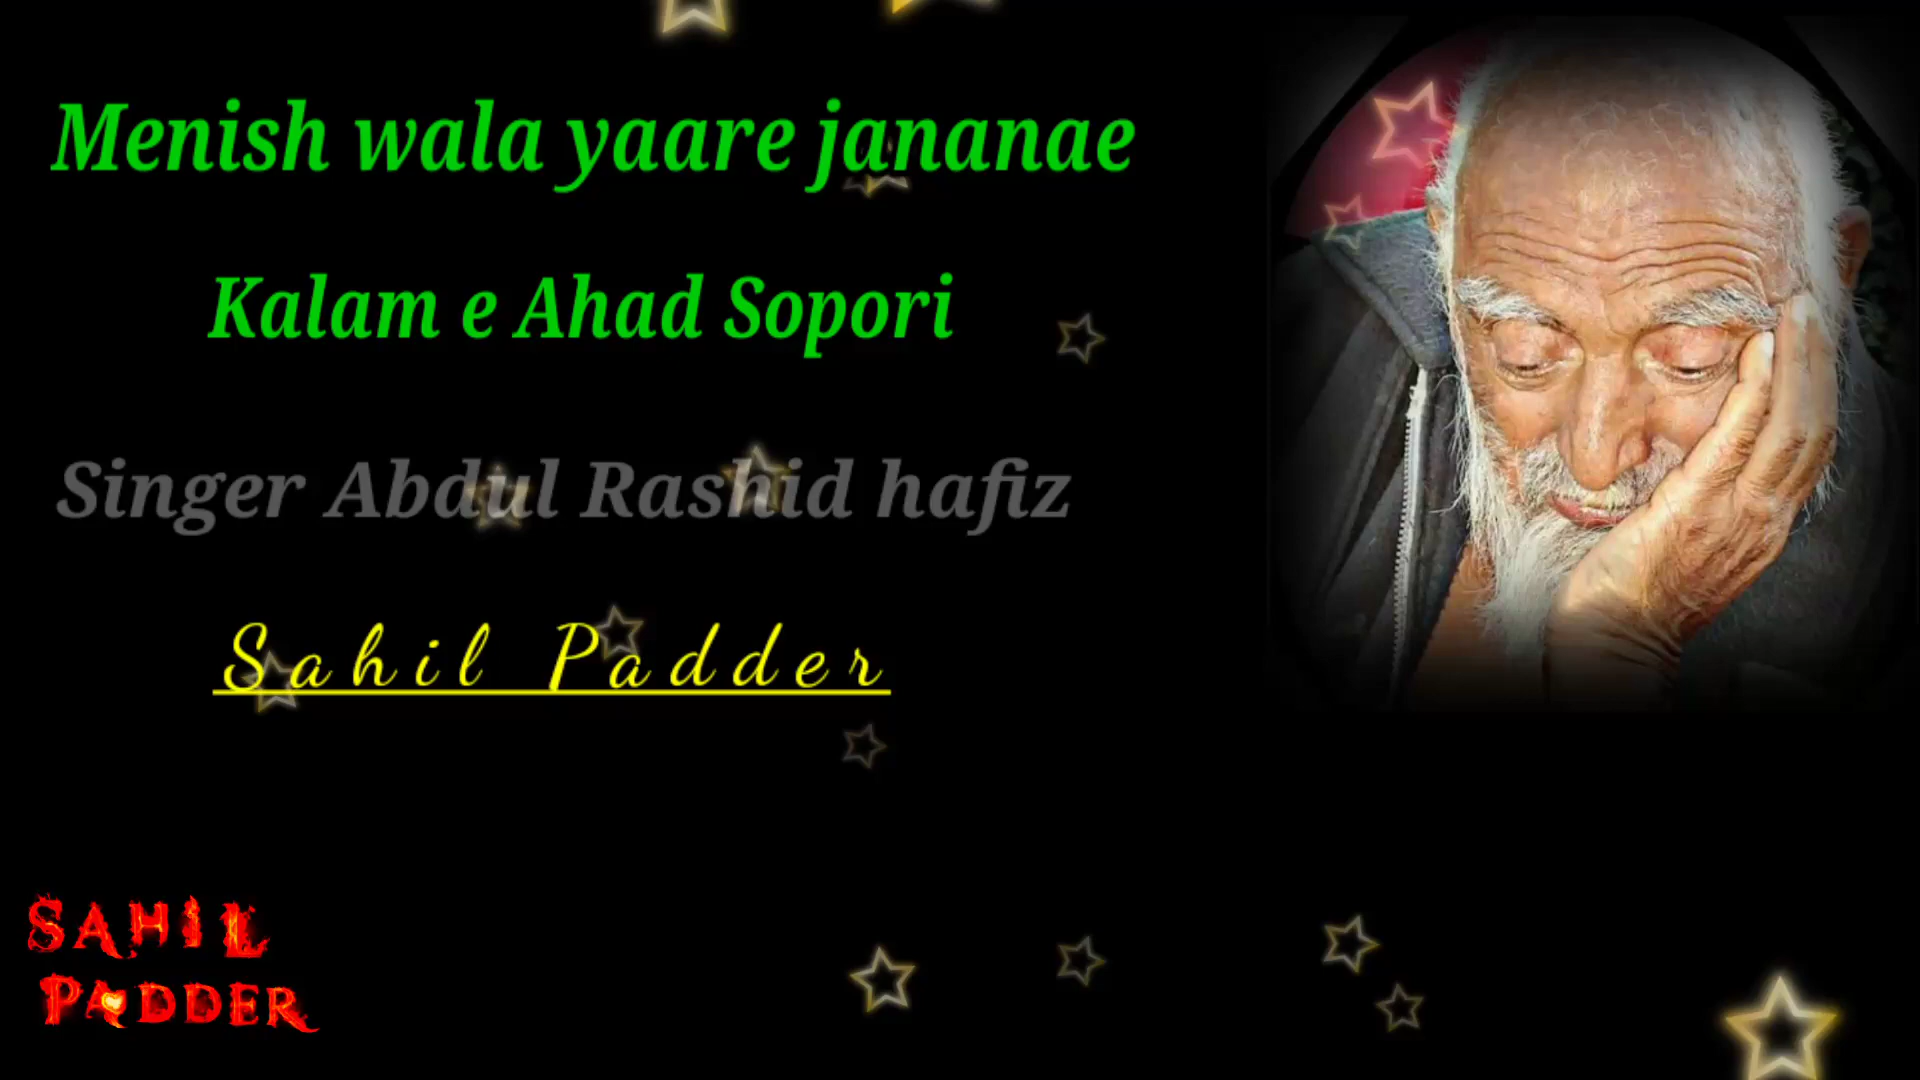 Menish wala yaare jananae
Kalam e Ahad Sopori
Singer Abdul Rashid hafiz
Sahil Padder
SAHIL
PADDER